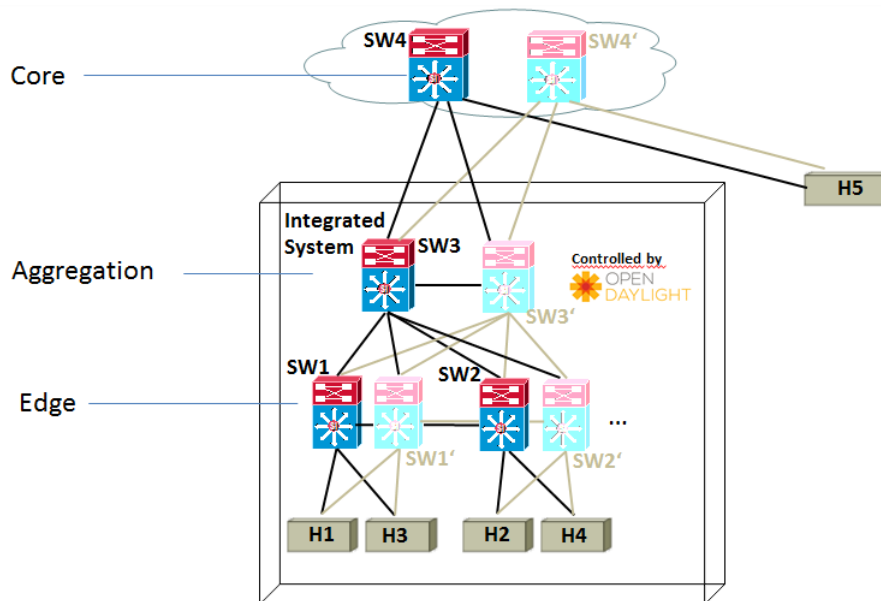 SW4
SW4‘
Core
H5
Integrated
System
SW3
Controlled by
OPEN
DAYLIGHT
Aggregation
SW3‘
SW1
SW2
Edge
...
SW1‘
SW2‘
H1
H3
H2
H4